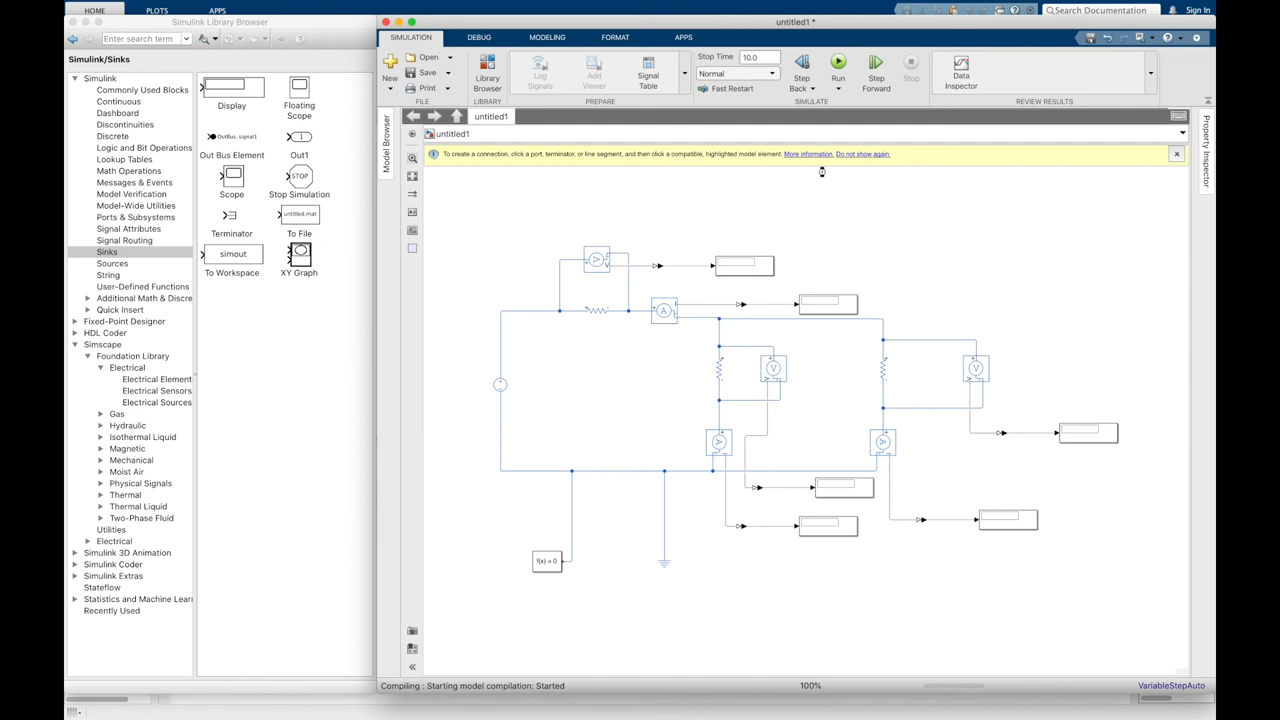 HOME PLOTS APPS
Search Documentation
Sign In
Simulink Library Browser
Enter search term
Simulink/Sinks
Simulink
Commonly Used Blocks
Continuous
Dashboard
Discontinuities
Discrete
Logic and Bit Operations
Lookup Tables
Math Operations
Messages & Events
Model Verification
Model-Wide Utilities
Ports & Subsystems
Signal Attributes
Signal Routing
Sinks
Sources
String
User-Defined Functions
Additional Math & Discre
Quick Insert
Fixed-Point Designer
HDL Coder
Simscape
Foundation Library
Electrical
Electrical Element
Electrical Sensors
Electrical Sources
Gas
Hydraulic
Isothermal Liquid
Magnetic
Mechanical
Moist Air
Physical Signals
Thermal
Thermal Liquid
Two-Phase Fluid
Utilities
Electrical
Simulink 3D Animation
Simulink Coder
Simulink Extras
Stateflow
Statistics and Machine Lear
Recently Used
Display
Floating
Scope
OutBus. signal1
1
Out Bus Element
Out1
STOP
Scope
Stop Simulation
untitled.mat
Terminator
To File
simout
To Workspace
XY Graph
untitled1 *
SIMULATION DEBUG MODELING FORMAT APPS
New
Open
Save
Print
FILE
Library
Browser
LIBRARY
Log
Signals
Add
Viewer
Signal
Table
PREPARE
Stop Time 10.0
Normal
Fast Restart
Step
Back
Run
Step
Forward
Stop
SIMULATE
Data
Inspector
REVIEW RESULTS
Model Browser
untitled1
untitled1
To create a connection, click a port, terminator, or line segment, and then click a compatible, highlighted model element. More information. Do not show again.
Property Inspector
V
A
V
V
A
A
f(x) = 0
Compiling : Starting model compilation: Started
100%
VariableStepAuto